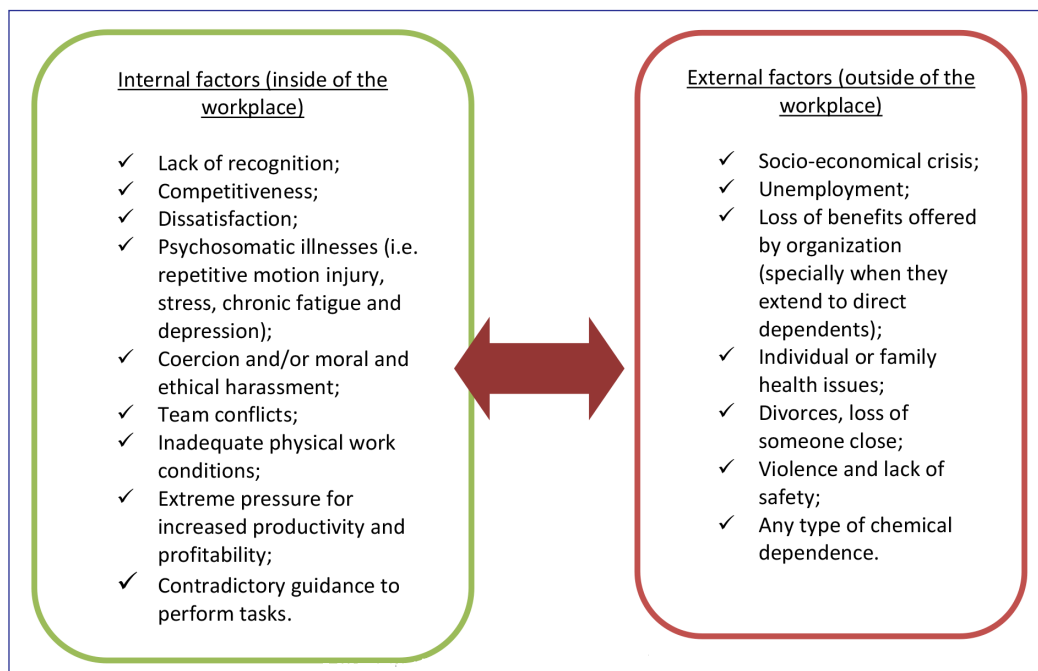 Internal factors (inside of the
workplace)
✓ Lack of recognition;
✓ Competitiveness;
✓ Dissatisfaction;
✓ Psychosomatic illnesses (i.e.
repetitive motion injury,
stress, chronic fatigue and
depression);
✓ Coercion and/or moral and
ethical harassment;
✓ Team conflicts;
✓ Inadequate physical work
conditions;
✓ Extreme pressure for
increased productivity and
profitability;
✓ Contradictory guidance to
perform tasks.
External factors (outside of the
workplace)
✓ Socio-economical crisis;
✓ Unemployment;
✓ Loss of benefits offered
by organization
(specially when they
extend to direct
dependents);
✓ Individual or family
health issues;
✓ Divorces, loss of
someone close;
✓ Violence and lack of
safety;
✓ Any type of chemical
dependence.